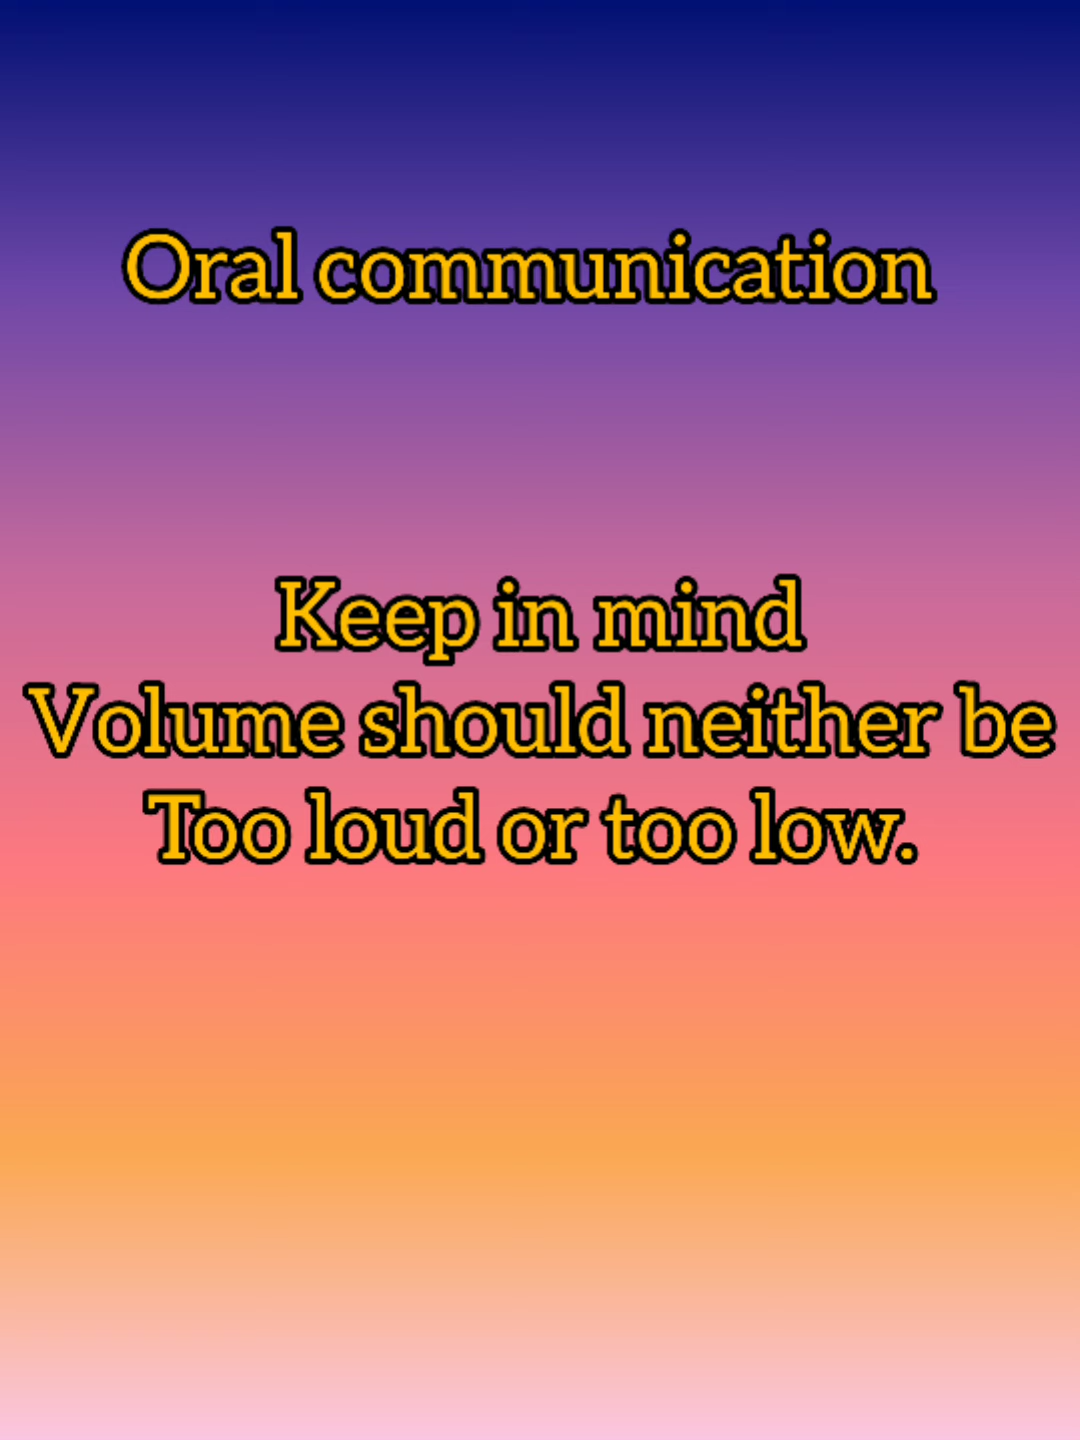 Oral communication
Keep in mind
Volume should neither be
Too loud or too low.